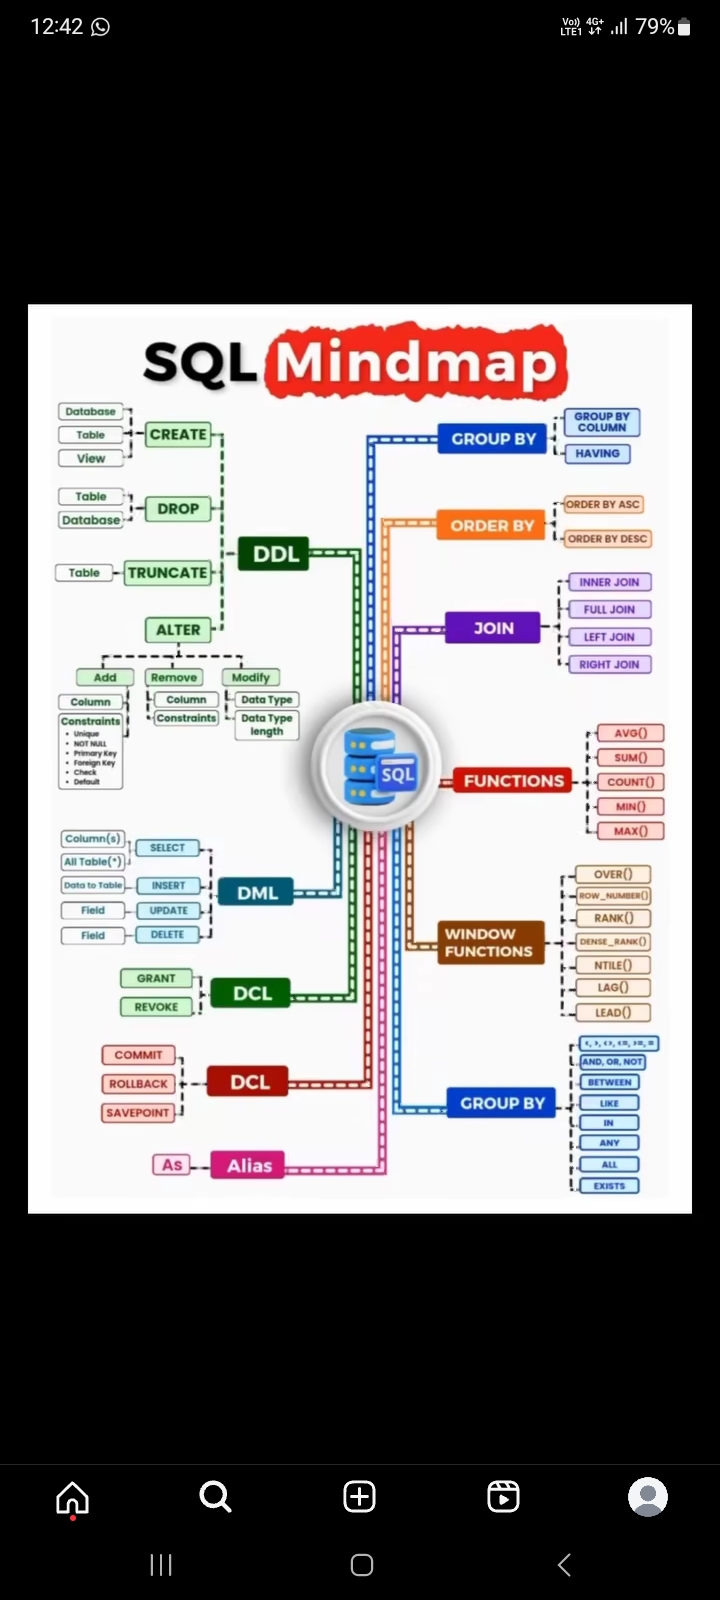 12:42
Vo)) 4G+
LTE1
79%
SQL Mindmap
Database
Table
View
CREATE
Table
Database
DROP
Table
TRUNCATE
ALTER
DDL
Add
Remove
Modify
Column
Constraints
• Unique
• NOT NULL
• Primary Key
• Foreign Key
• Check
• Default
Column
Constraints
Data Type
Data Type
length
GROUP BY
GROUP BY
COLUMN
HAVING
ORDER BY
ORDER BY ASC
ORDER BY DESC
JOIN
INNER JOIN
FULL JOIN
LEFT JOIN
RIGHT JOIN
SQL
FUNCTIONS
AVG()
SUM()
COUNT()
MIN()
MAX()
Column(s)
All Table(*)
SELECT
Data to Table
INSERT
Field
UPDATE
Field
DELETE
DML
WINDOW
FUNCTIONS
OVER()
ROW_NUMBER()
RANK()
DENSE_RANK()
NTILE()
LAG()
LEAD()
GRANT
REVOKE
DCL
COMMIT
ROLLBACK
SAVEPOINT
DCL
GROUP BY
<, >, <>, <=, >=, =
AND, OR, NOT
BETWEEN
LIKE
IN
ANY
ALL
EXISTS
As
Alias